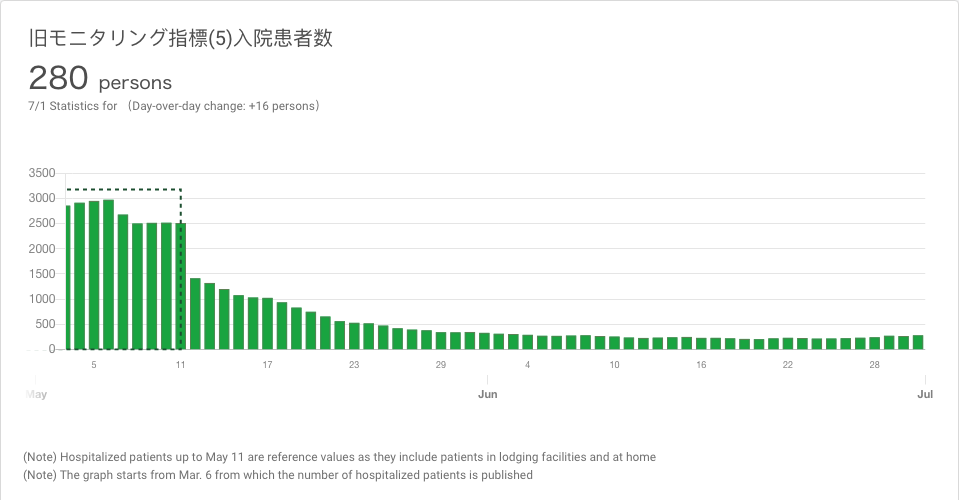 旧モニタリング指標(5)入院患者数
280 persons
7/1 Statistics for （Day-over-day change: +16 persons）
3500
3000
2500
2000
1500
1000
500
0
5 11 17 23 29 4 10 16 22 28
May Jun Jul
(Note) Hospitalized patients up to May 11 are reference values as they include patients in lodging facilities and at home
(Note) The graph starts from Mar. 6 from which the number of hospitalized patients is published